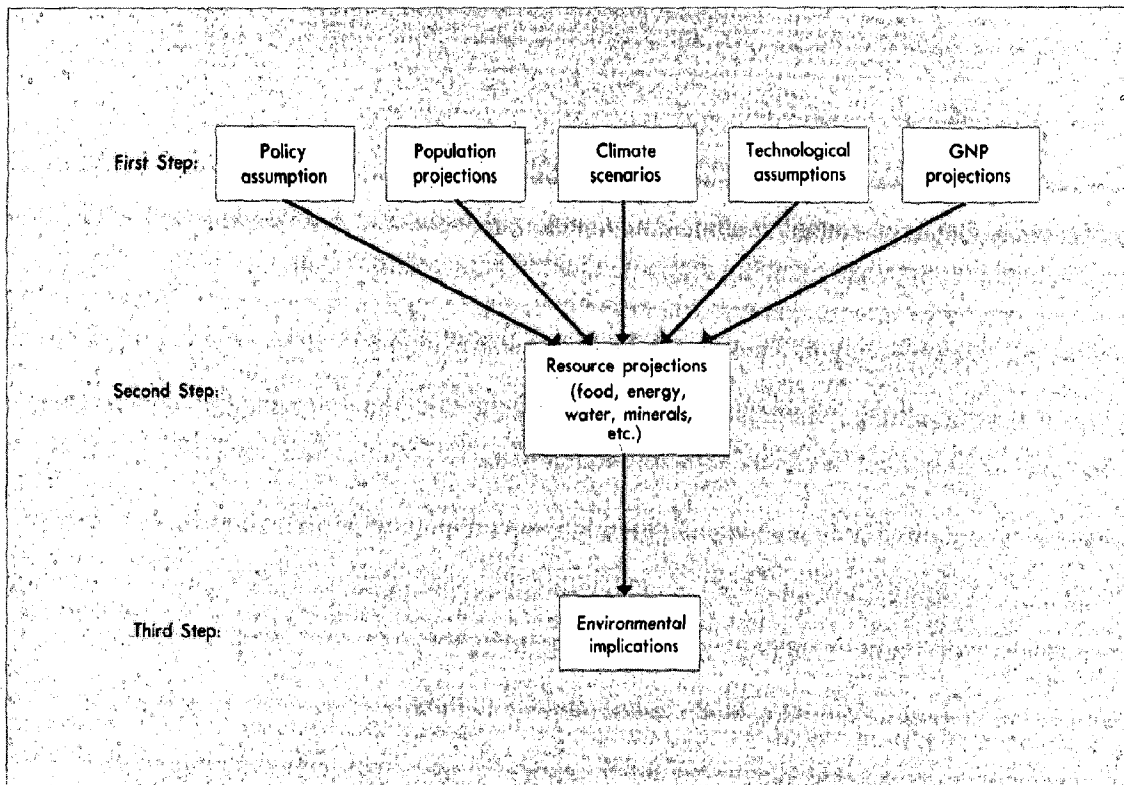 First Step:
Policy
assumption
Population
projections
Climate
scenarios
Technological
assumptions
GNP
projections
Second Step:
Resource projections
(food, energy,
water, minerals,
etc.)
Third Step:
Environmental
implications